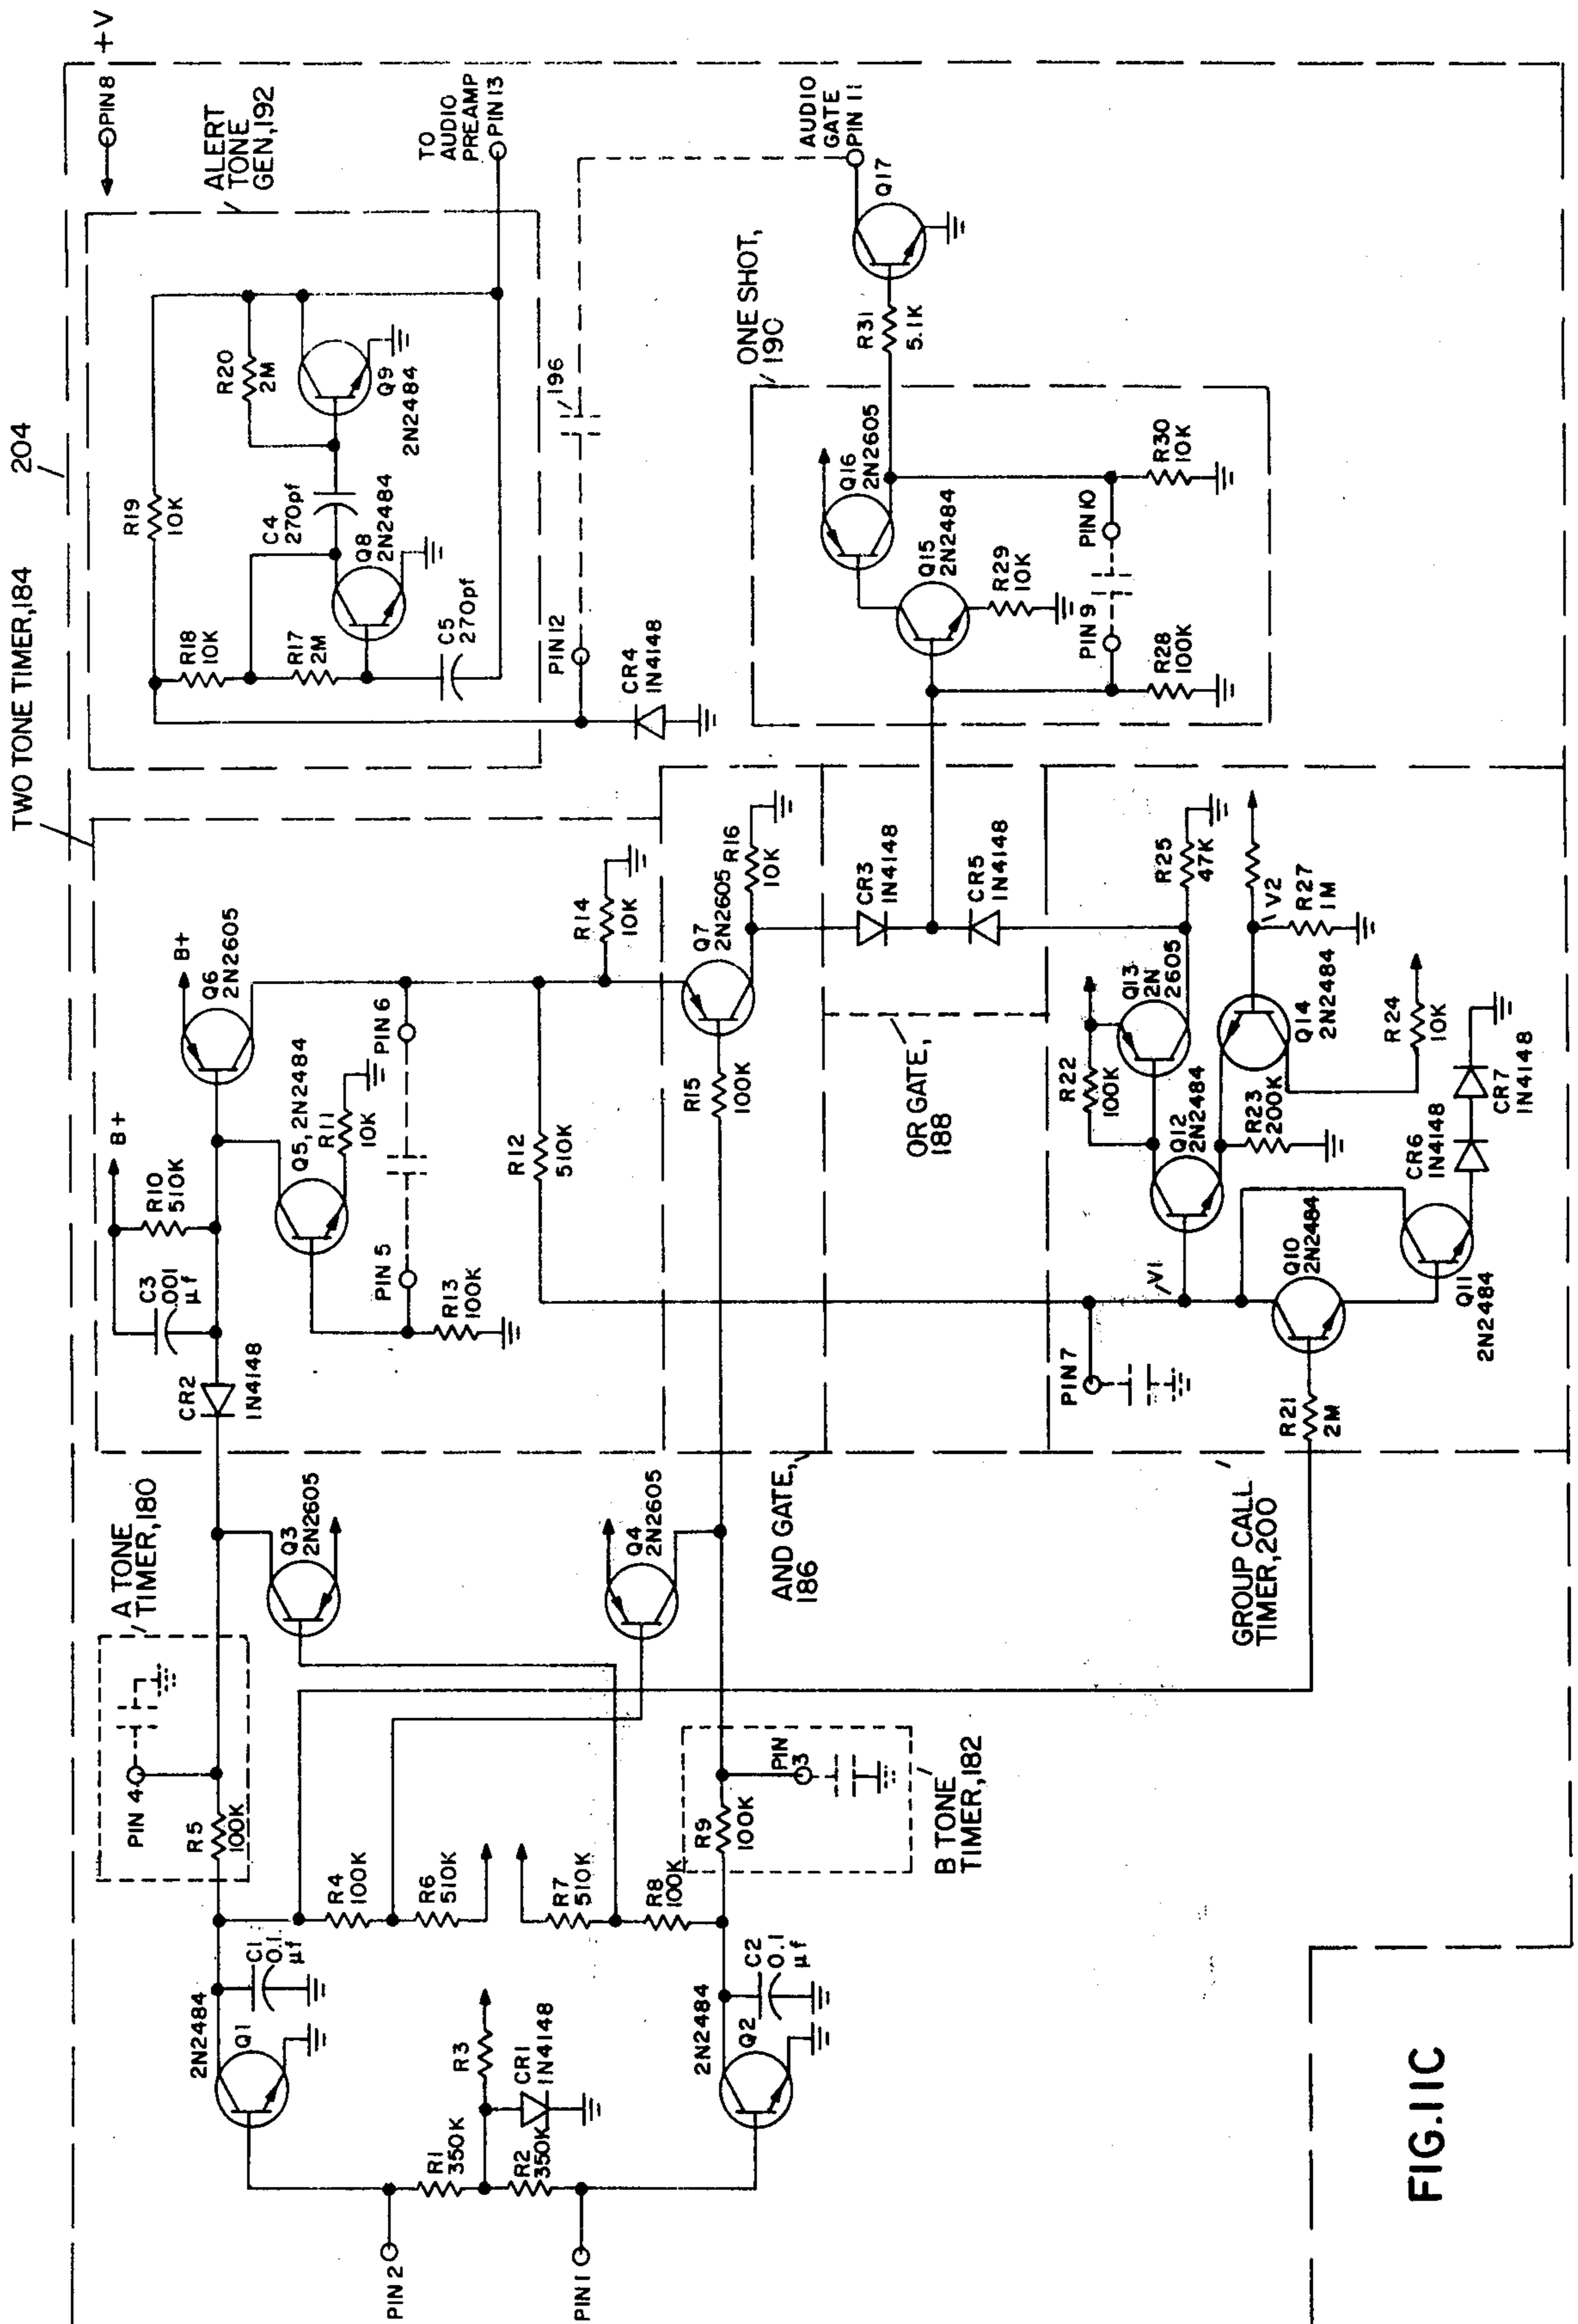 204
TWO TONE TIMER,184
+V
PIN 8
ALERT
TONE
GEN,192
TO
AUDIO
PREAMP
PIN 13
R19
10K
R20
2M
Q9
2N2484
C4
270pf
Q8
2N2484
R18
10K
R17
2M
C5
270pf
PIN 12
CR4
IN4148
196
AUDIO
GATE
PIN 11
Q17
R31
5.1K
ONE SHOT,
190
Q16
2N2605
Q15
2N2484
R29
10K
PIN 10
PIN 9
R30
10K
R28
100K
B+
B+
Q6
2N2605
R10
510K
C3
.001
µf
CR2
IN4148
Q5, 2N2484
R11
10K
PIN 6
PIN 5
R13
100K
R14
10K
R12
510K
Q7
2N2605
R16
10K
R15
100K
CR3
IN4148
CR5
IN4148
OR GATE,
188
R25
47K
V2
R27
1M
Q13
2N
2605
R22
100K
Q14
2N2484
R24
10K
Q12
2N2484
R23
200K
CR6
IN4148
CR7
IN4148
V1
PIN 7
Q10
2N2484
Q11
2N2484
R21
2M
A TONE
TIMER,180
PIN 4
R5
100K
Q3
2N2605
Q4
2N2605
AND GATE,
186
GROUP CALL
TIMER,200
R4
100K
R6
510K
R7
510K
R8
100K
R9
100K
PIN
3
B TONE
TIMER,182
2N2484
Q1
C1
0.1
µf
R3
CR1
IN4148
R1
350K
R2
350K
2N2484
Q2
C2
0.1
µf
PIN 2
PIN 1
FIG.11C